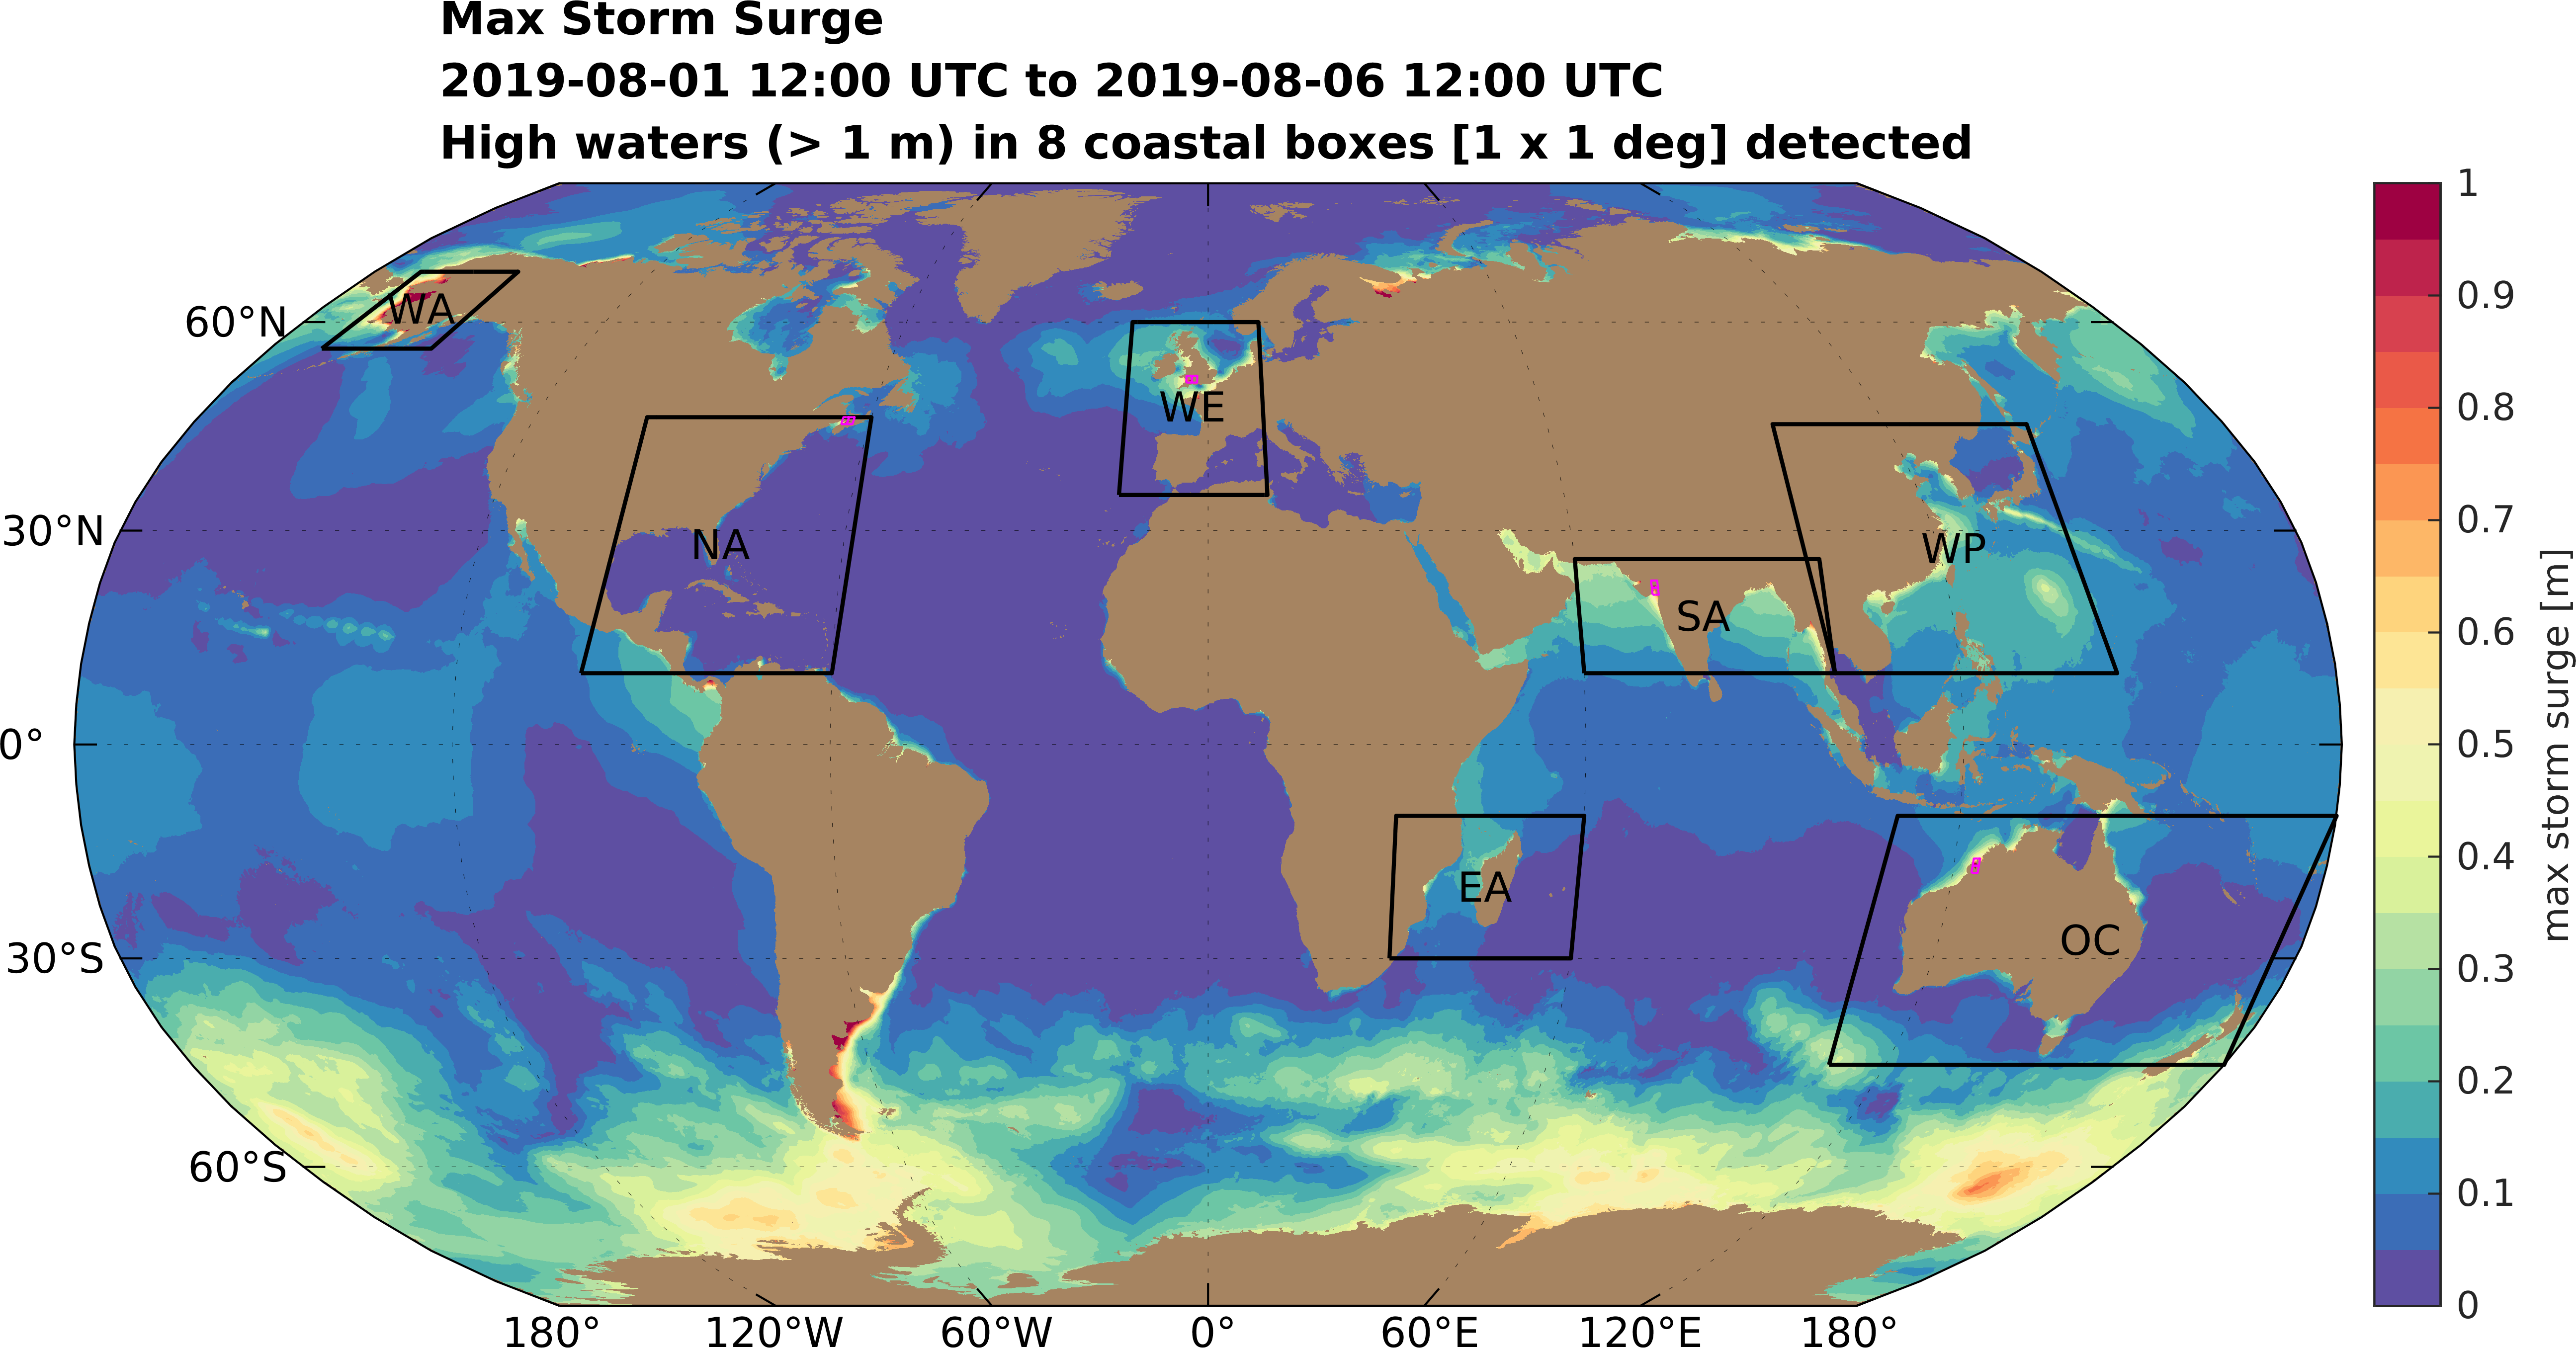 Max Storm Surge
2019-08-01 12:00 UTC to 2019-08-06 12:00 UTC
High waters (> 1 m) in 8 coastal boxes [1 x 1 deg] detected
60°N
30°N
0°
30°S
60°S
WA
NA
WE
SA
WP
EA
OC
180°
120°W
60°W
0°
60°E
120°E
180°
1
0.9
0.8
0.7
0.6
0.5
0.4
0.3
0.2
0.1
0
max storm surge [m]